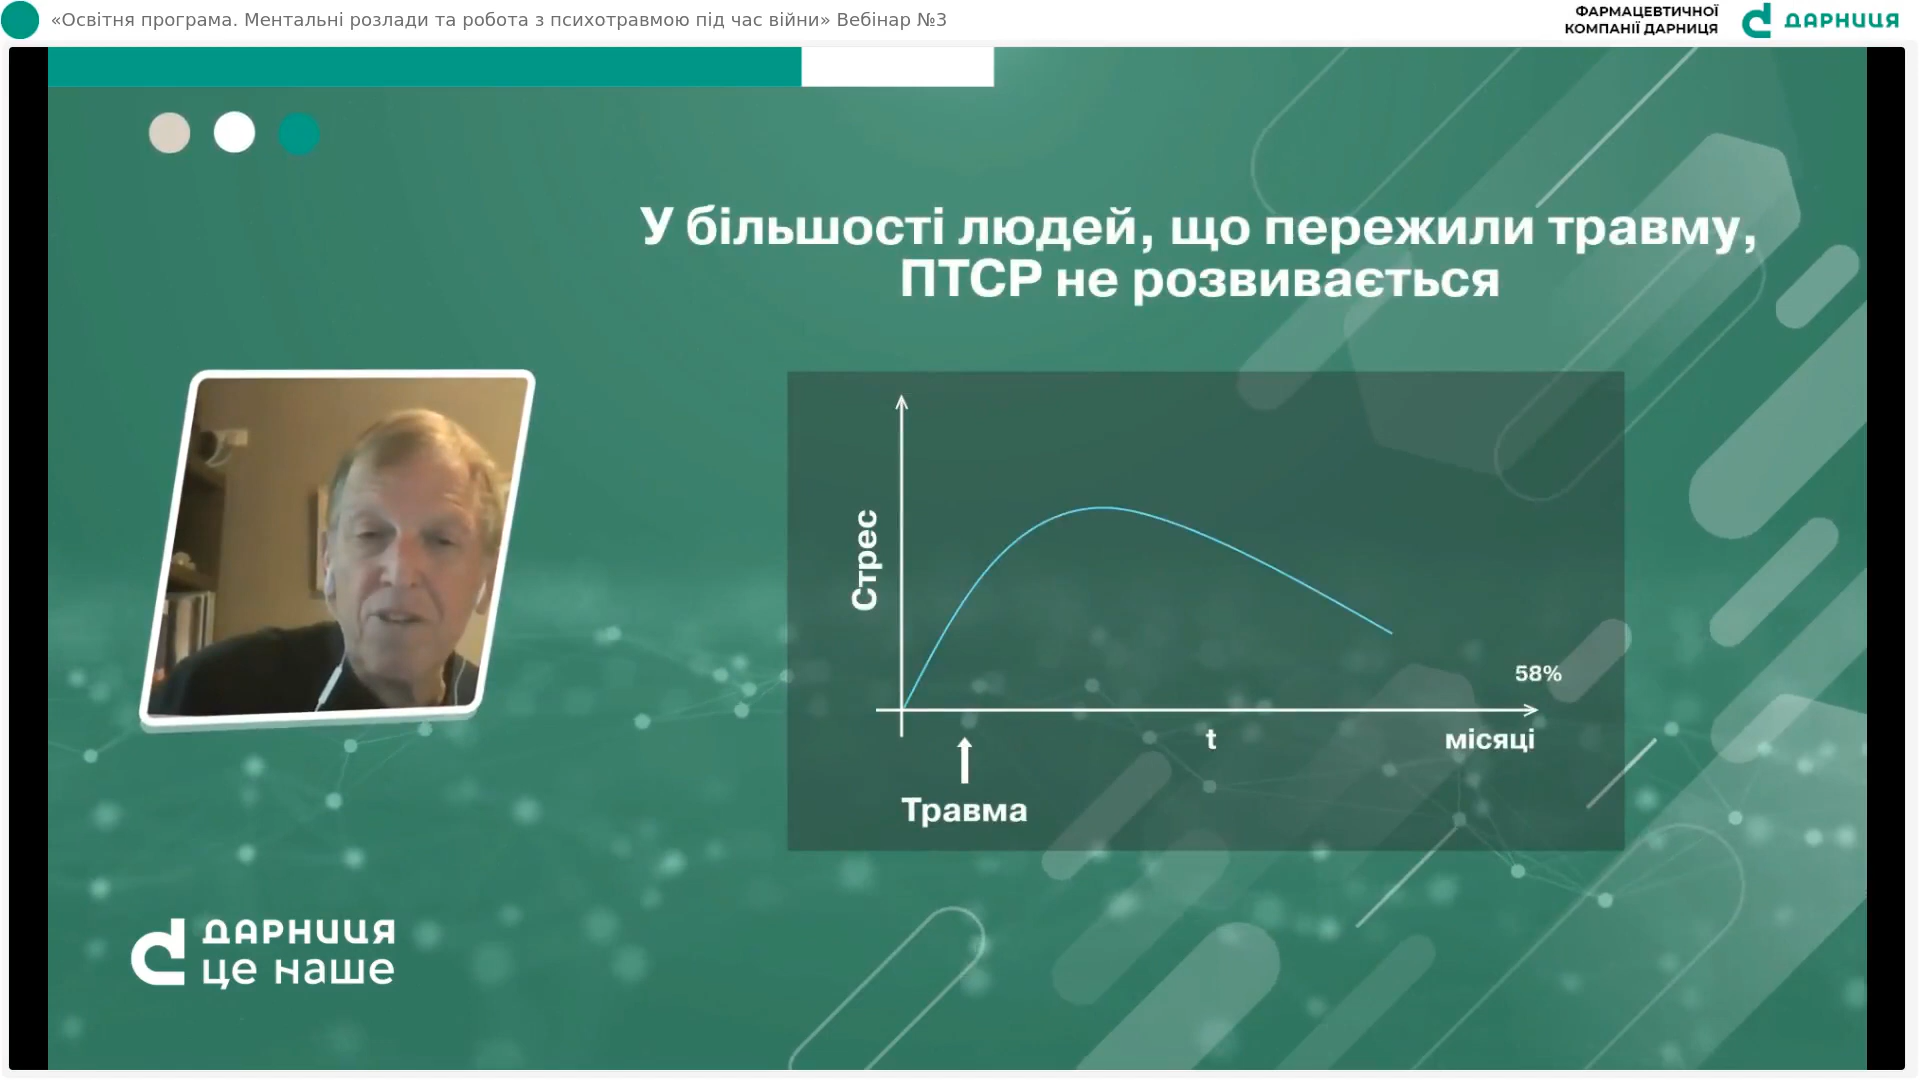 «Освітня програма. Ментальні розлади та робота з психотравмою під час війни» Вебінар №3
ФАРМАЦЕВТИЧНОЇ
КОМПАНІЇ ДАРНИЦЯ
ДАРНИЦЯ
У більшості людей, що пережили травму,
ПТСР не розвивається
Стрес
58%
t
місяці
Травма
ДАРНИЦЯ
це наше